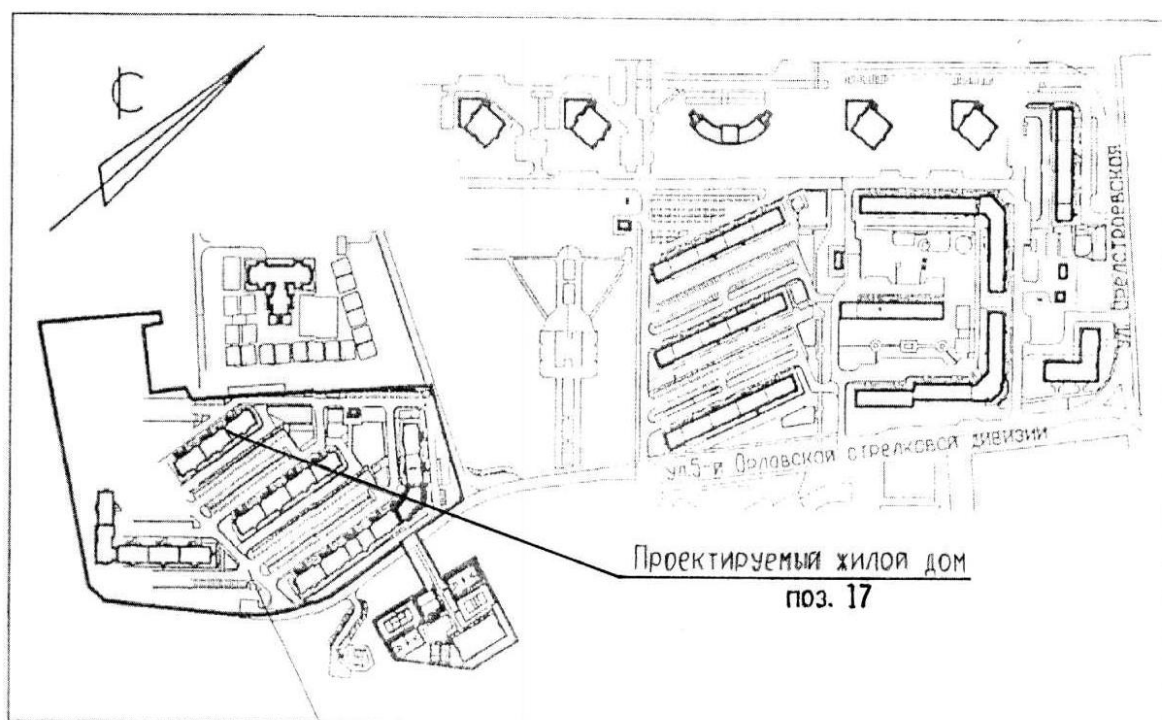 С
ул. Орелстроевская
ул.5-й Орловской стрелковой дивизии
Проектируемый жилой дом
поз. 17